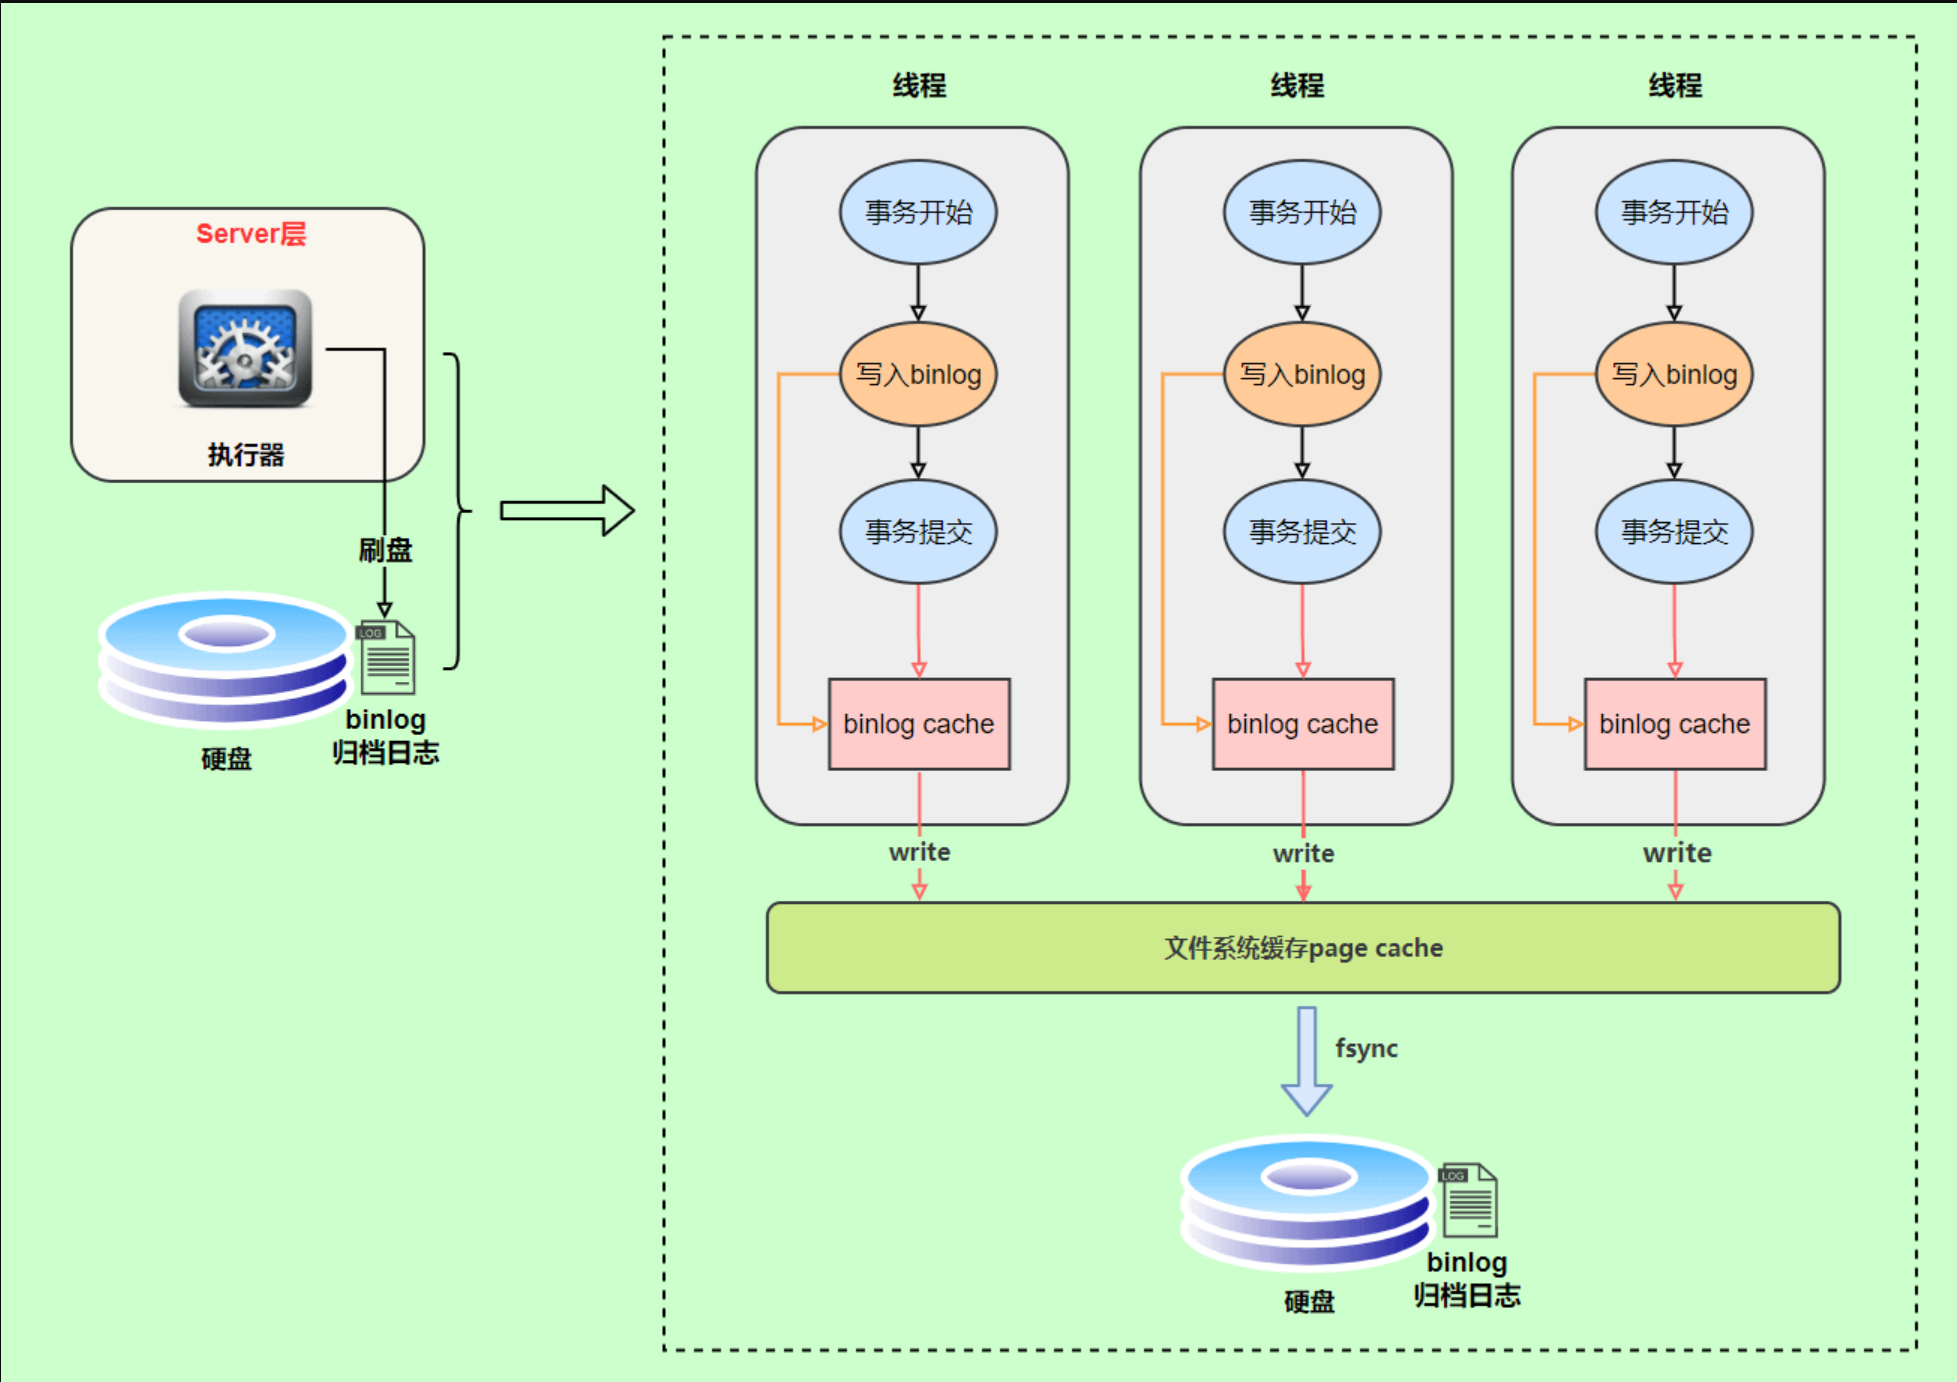 Server层
执行器
刷盘
LOG
binlog
归档日志
硬盘
线程
线程
线程
事务开始
事务开始
事务开始
写入binlog
写入binlog
写入binlog
事务提交
事务提交
事务提交
binlog cache
binlog cache
binlog cache
write
write
write
文件系统缓存page cache
fsync
LOG
binlog
归档日志
硬盘